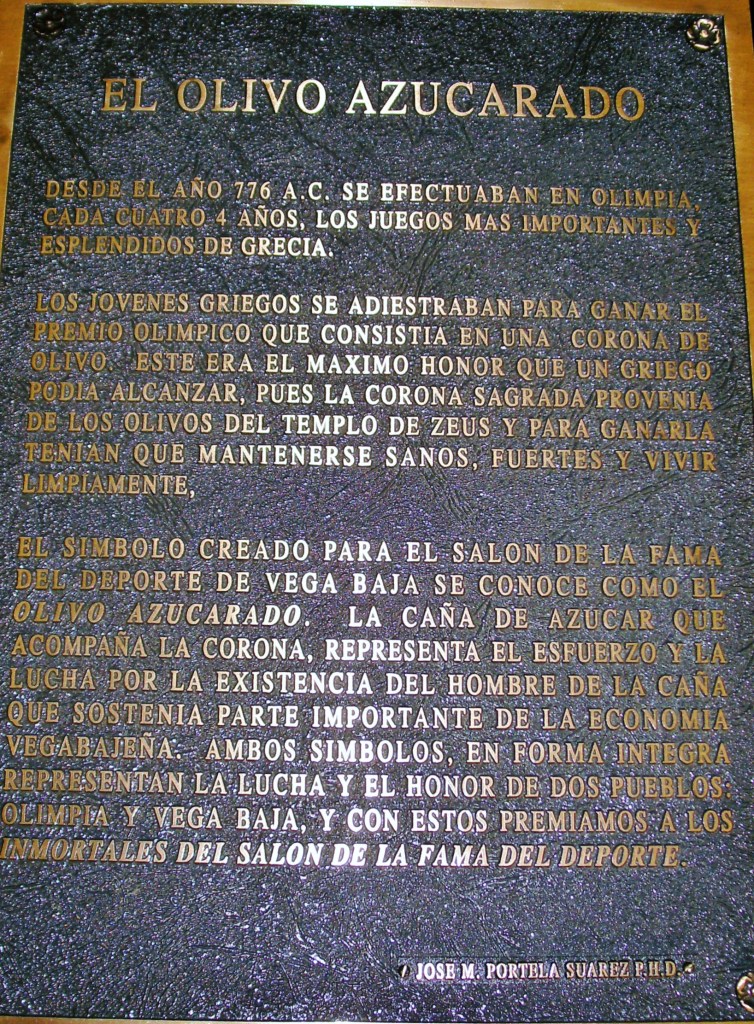 EL OLIVO AZUCARADO
DESDE EL AÑO 776 A.C. SE EFECTUABAN EN OLIMPIA,
CADA CUATRO 4 AÑOS, LOS JUEGOS MAS IMPORTANTES Y
ESPLENDIDOS DE GRECIA.
LOS JOVENES GRIEGOS SE ADIESTRABAN PARA GANAR EL
PREMIO OLIMPICO QUE CONSISTIA EN UNA CORONA DE
OLIVO. ESTE ERA EL MAXIMO HONOR QUE UN GRIEGO
PODIA ALCANZAR, PUES LA CORONA SAGRADA PROVENIA
DE LOS OLIVOS DEL TEMPLO DE ZEUS Y PARA GANARLA
TENIAN QUE MANTENERSE SANOS, FUERTES Y VIVIR
LIMPIAMENTE,
EL SIMBOLO CREADO PARA EL SALON DE LA FAMA
DEL DEPORTE DE VEGA BAJA SE CONOCE COMO EL
OLIVO AZUCARADO. LA CAÑA DE AZUCAR QUE
ACOMPAÑA LA CORONA, REPRESENTA EL ESFUERZO Y LA
LUCHA POR LA EXISTENCIA DEL HOMBRE DE LA CAÑA
QUE SOSTENIA PARTE IMPORTANTE DE LA ECONOMIA
VEGABAJEÑA. AMBOS SIMBOLOS, EN FORMA INTEGRA
REPRESENTAN LA LUCHA Y EL HONOR DE DOS PUEBLOS:
OLIMPIA Y VEGA BAJA, Y CON ESTOS PREMIAMOS A LOS
INMORTALES DEL SALON DE LA FAMA DEL DEPORTE.
JOSE M. PORTELA SUAREZ P.H.D.